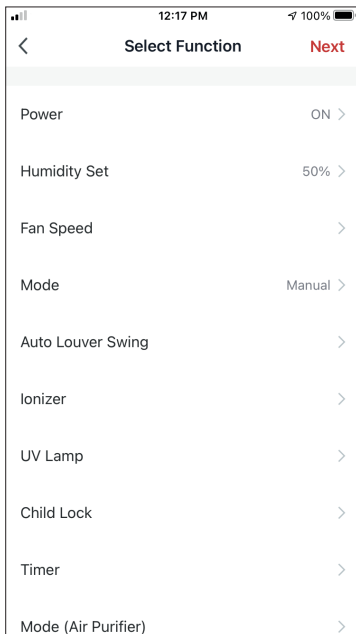 12:17 PM
100%
Select Function
Next
Power ON
Humidity Set 50%
Fan Speed
Mode Manual
Auto Louver Swing
Ionizer
UV Lamp
Child Lock
Timer
Mode (Air Purifier)